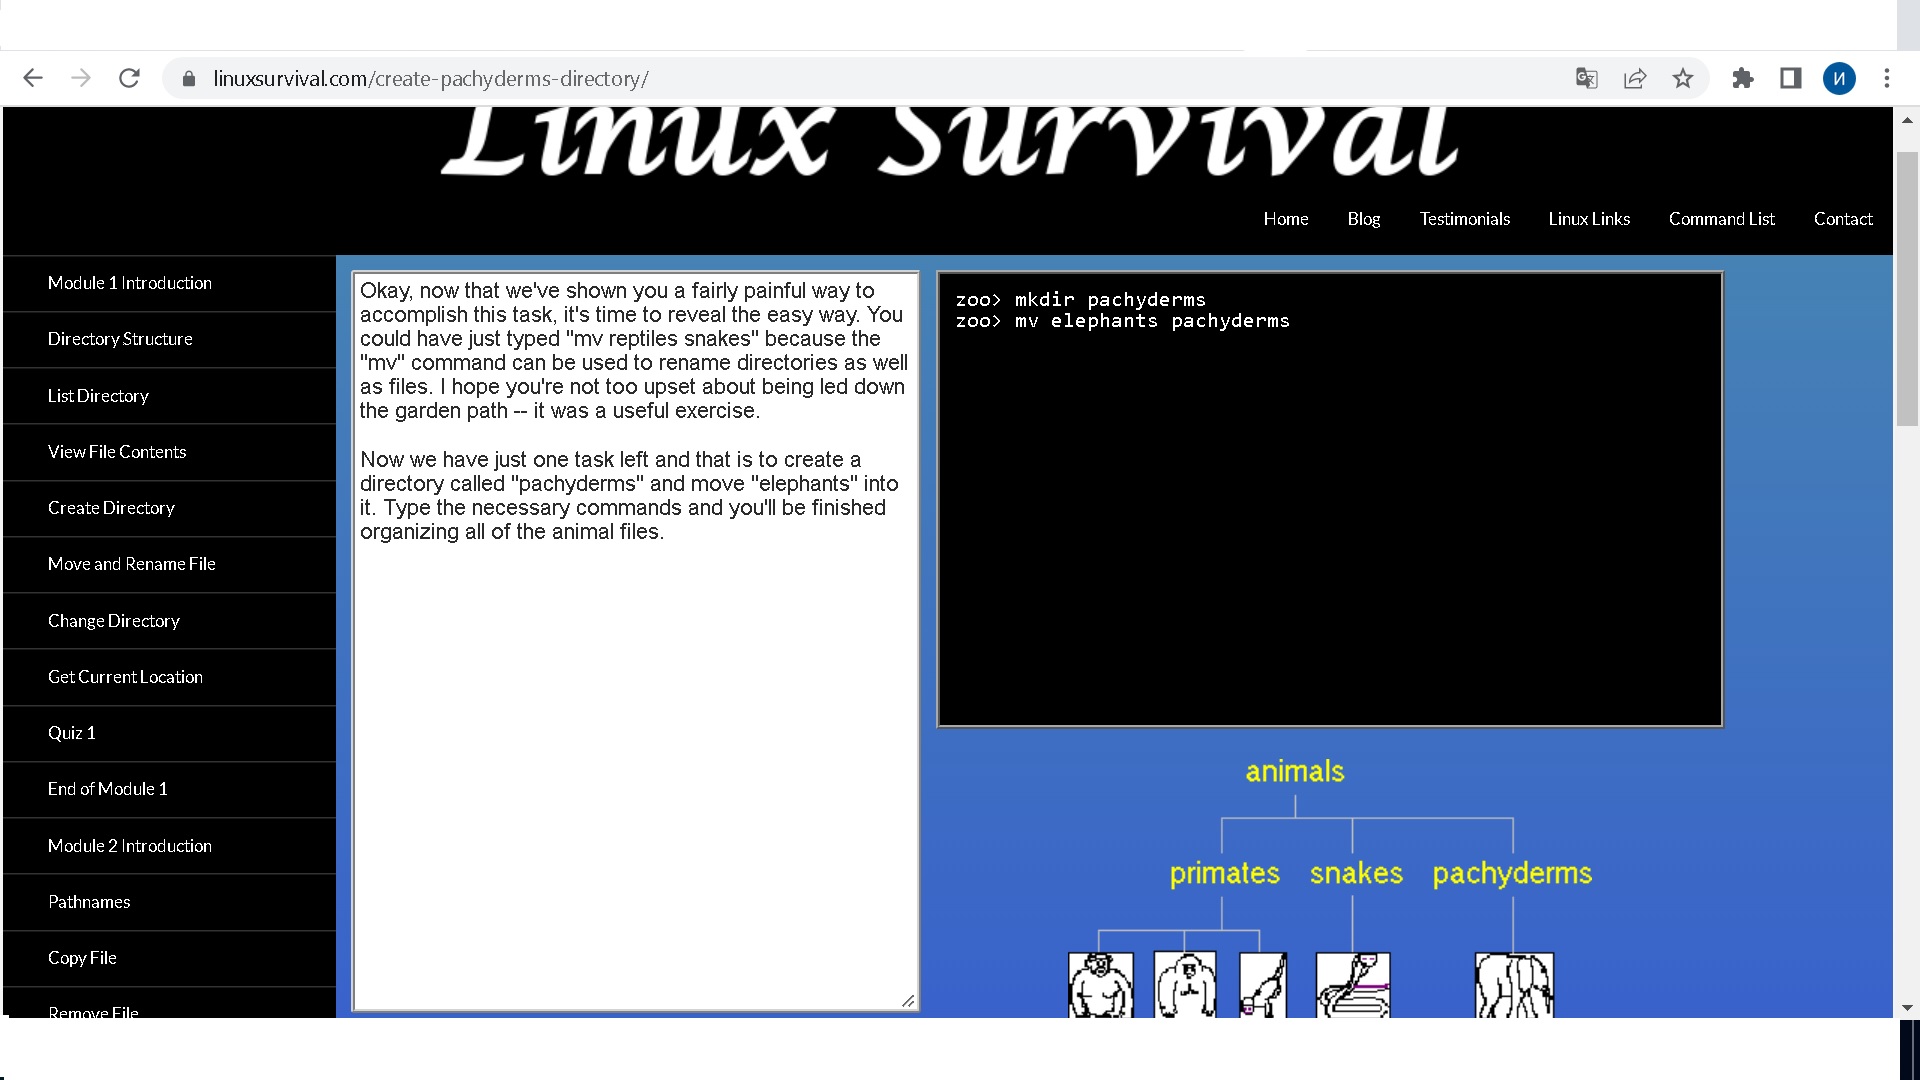 linuxsurvival.com/create-pachyderms-directory/
И
Linux Survival
Home Blog Testimonials Linux Links Command List Contact
Module 1 Introduction
Directory Structure
List Directory
View File Contents
Create Directory
Move and Rename File
Change Directory
Get Current Location
Quiz 1
End of Module 1
Module 2 Introduction
Pathnames
Copy File
Remove File
Okay, now that we've shown you a fairly painful way to
accomplish this task, it's time to reveal the easy way. You
could have just typed "mv reptiles snakes" because the
"mv" command can be used to rename directories as well
as files. I hope you're not too upset about being led down
the garden path -- it was a useful exercise.
Now we have just one task left and that is to create a
directory called "pachyderms" and move "elephants" into
it. Type the necessary commands and you'll be finished
organizing all of the animal files.
zoo> mkdir pachyderms
zoo> mv elephants pachyderms
animals
primates snakes pachyderms